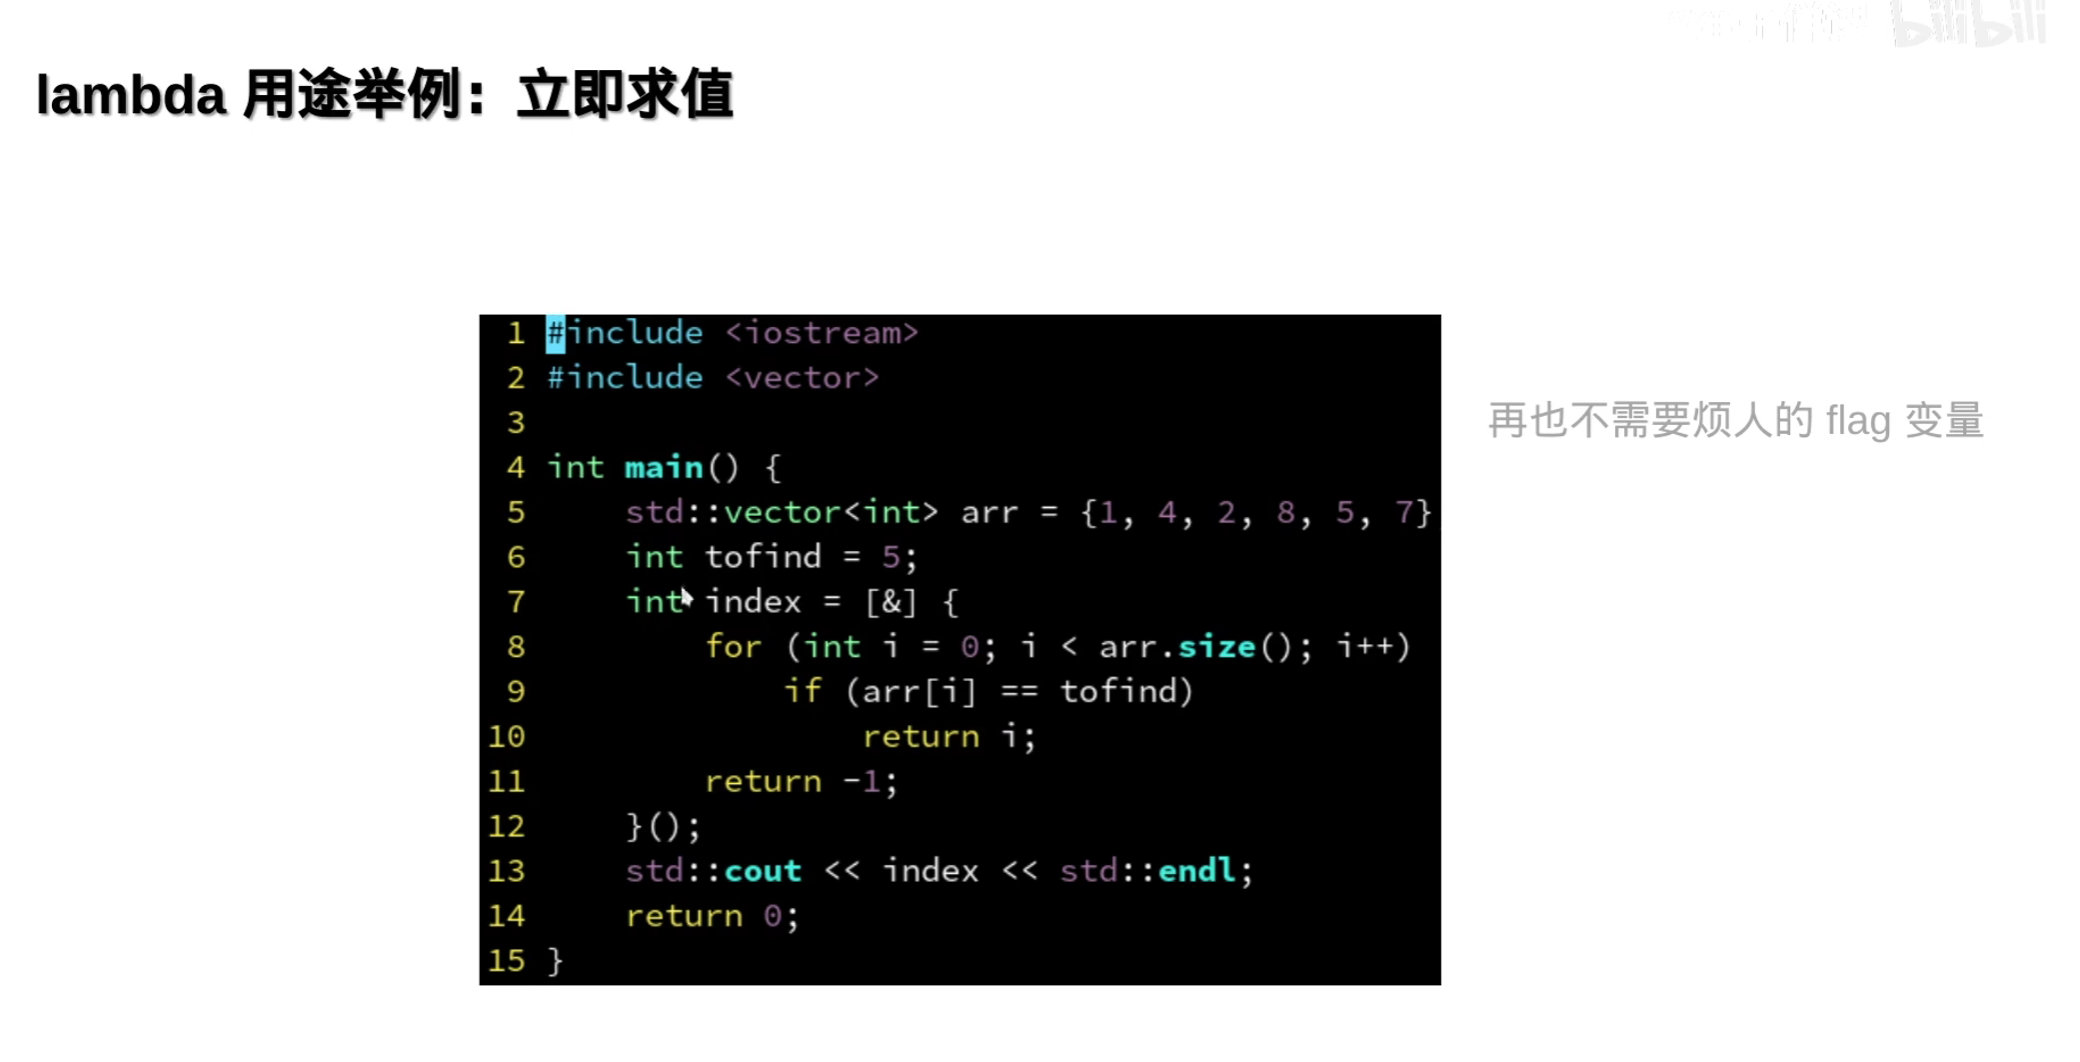 bilibili
lambda 用途举例：立即求值
1 #include <iostream>
2 #include <vector>
3
4 int main() {
5     std::vector<int> arr = {1, 4, 2, 8, 5, 7}
6     int tofind = 5;
7     int index = [&] {
8         for (int i = 0; i < arr.size(); i++)
9             if (arr[i] == tofind)
10                 return i;
11         return -1;
12     }();
13     std::cout << index << std::endl;
14     return 0;
15 }
再也不需要烦人的 flag 变量